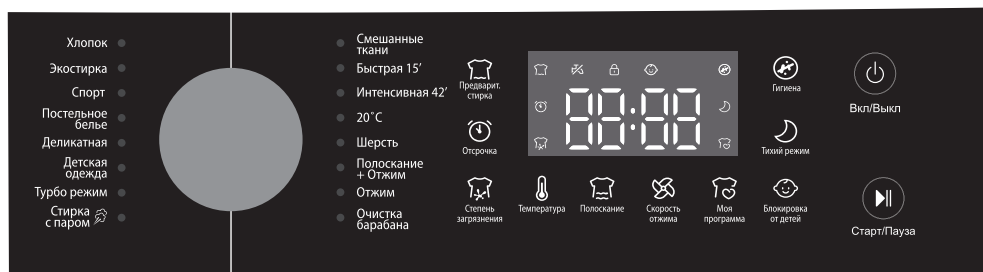 Хлопок
Экостирка
Спорт
Постельное
белье
Деликатная
Детская
одежда
Турбо режим
Стирка
с паром
Смешанные
ткани
Быстрая 15’
Интенсивная 42’
20˚C
Шерсть
Полоскание
+ Отжим
Отжим
Очистка
барабана
Предварит.
стирка
Отсрочка
88:88
Гигиена
Тихий режим
Степень
загрязнения
Температура
Полоскание
Скорость
отжима
Моя
программа
Блокировка
от детей
Вкл/Выкл
Старт/Пауза